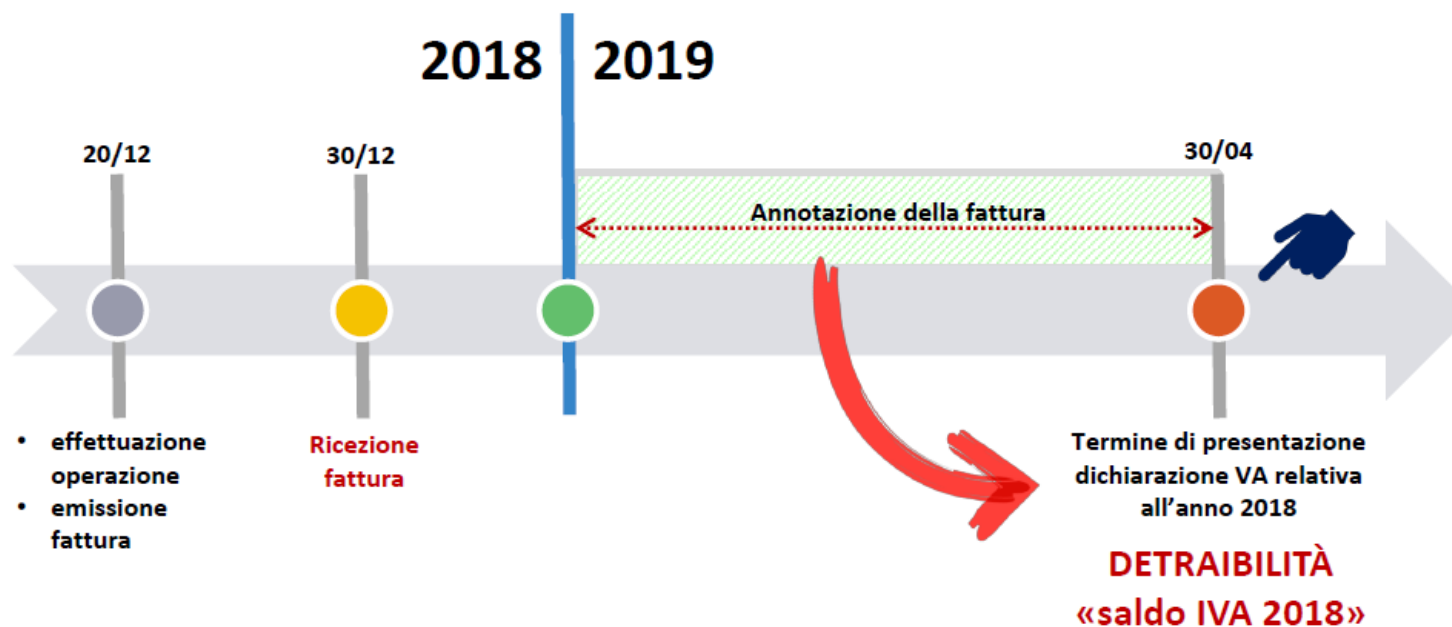 2018 2019
20/12
30/12
30/04
Annotazione della fattura
• effettuazione
operazione
• emissione
fattura
Ricezione
fattura
Termine di presentazione
dichiarazione VA relativa
all’anno 2018
DETRAIBILITÀ
«saldo IVA 2018»